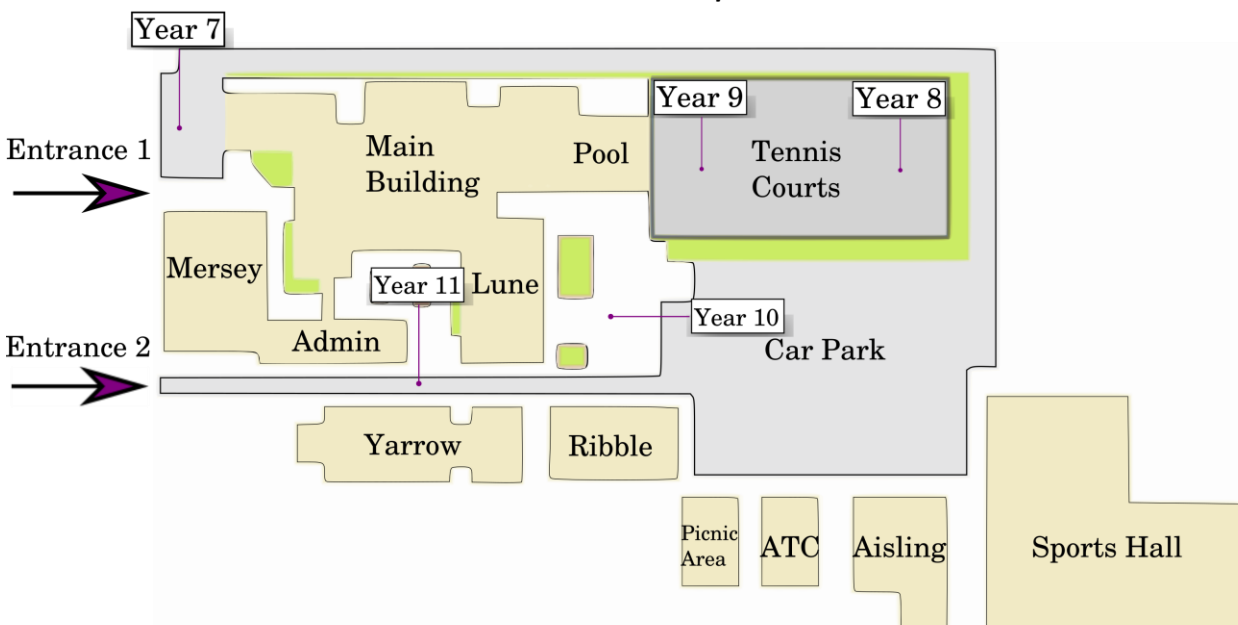 Year 7
Year 9
Year 8
Entrance 1
Main
Building
Pool
Tennis
Courts
Mersey
Year 11
Lune
Year 10
Entrance 2
Admin
Car Park
Yarrow
Ribble
Picnic
Area
ATC
Aisling
Sports Hall